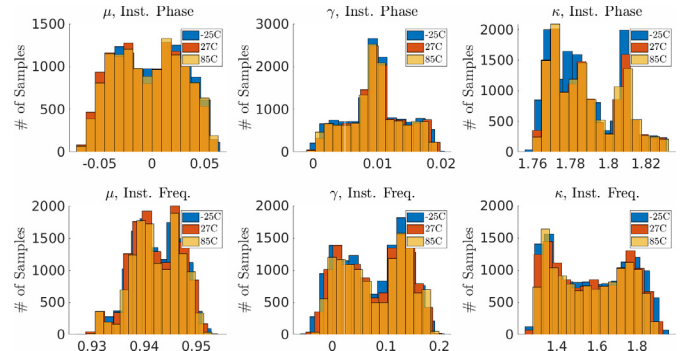 μ, Inst. Phase
γ, Inst. Phase
κ, Inst. Phase
# of Samples
1500
1000
500
0
-0.05
0
0.05
-25C
27C
85C
# of Samples
3000
2000
1000
0
0
0.01
0.02
-25C
27C
85C
# of Samples
2000
1500
1000
500
0
1.76
1.78
1.8
1.82
-25C
27C
85C
μ, Inst. Freq.
γ, Inst. Freq.
κ, Inst. Freq.
# of Samples
2000
1500
1000
500
0
0.93
0.94
0.95
-25C
27C
85C
# of Samples
2000
1500
1000
500
0
0
0.1
0.2
-25C
27C
85C
# of Samples
2000
1500
1000
500
0
1.4
1.6
1.8
-25C
27C
85C